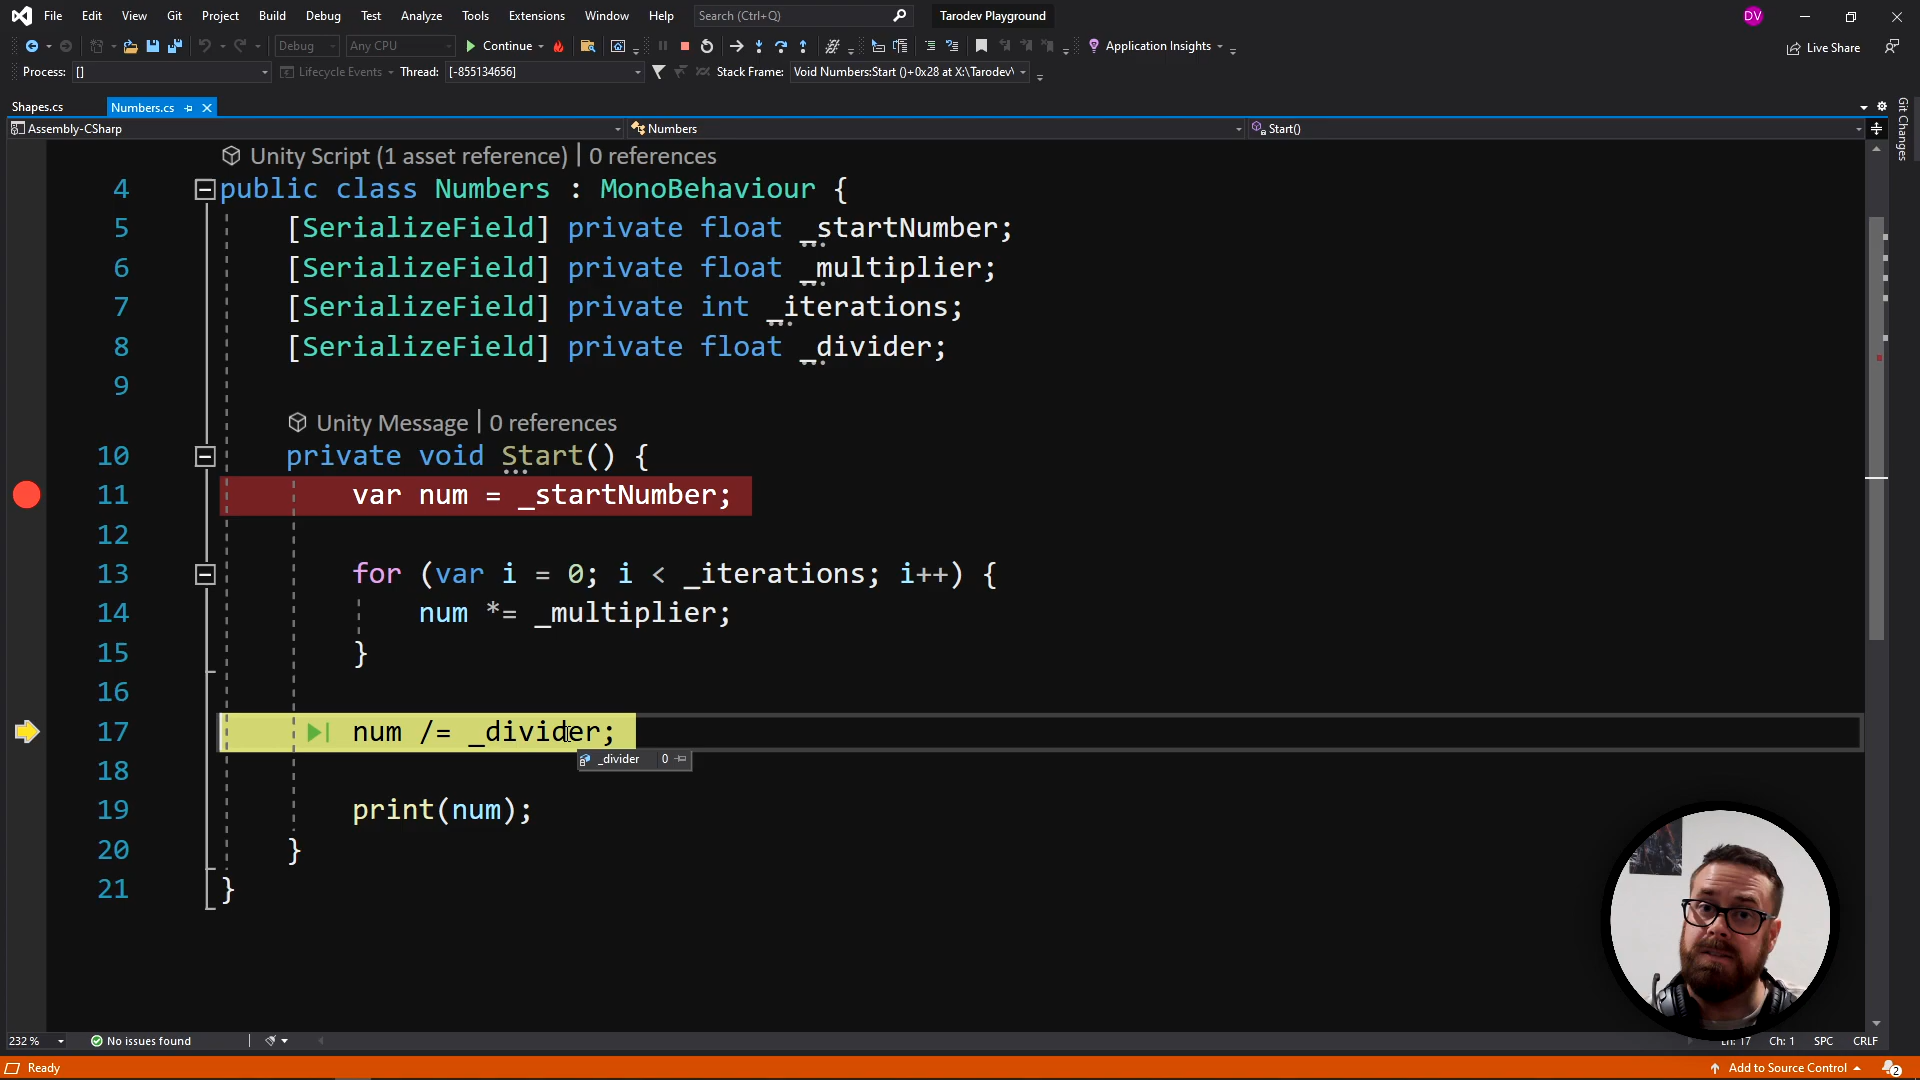 File Edit View Git Project Build Debug Test Analyze Tools Extensions Window Help Search (Ctrl+Q) Tarodev Playground DV
Debug Any CPU Continue Application Insights Live Share
Process: [] Lifecycle Events Thread: [-855134656] Stack Frame: Void Numbers:Start ()+0x28 at X:\Tarodev\
Shapes.cs Numbers.cs
Assembly-CSharp Numbers Start()
Git Changes
Unity Script (1 asset reference) | 0 references
4 public class Numbers : MonoBehaviour {
5 [SerializeField] private float _startNumber;
6 [SerializeField] private float _multiplier;
7 [SerializeField] private int _iterations;
8 [SerializeField] private float _divider;
9
Unity Message | 0 references
10 private void Start() {
11 var num = _startNumber;
12
13 for (var i = 0; i < _iterations; i++) {
14 num *= _multiplier;
15 }
16
17 num /= _divider;
_divider 0
18
19 print(num);
20 }
21 }
232 % No issues found Ln: 17 Ch: 1 SPC CRLF
Ready Add to Source Control 2